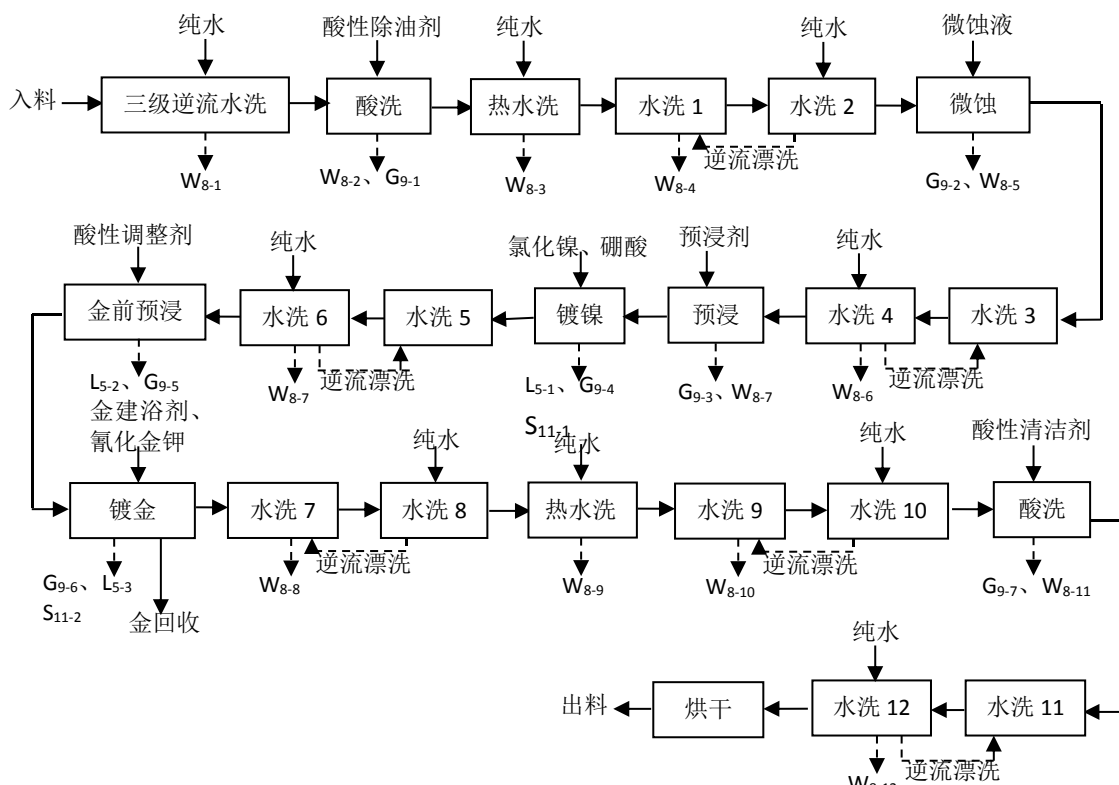 纯水 酸性除油剂 纯水 纯水 微蚀液
入料 三级逆流水洗 酸洗 热水洗 水洗 1 水洗 2 微蚀
逆流漂洗
W8-1 W8-2、G9-1 W8-3 W8-4 G9-2、W8-5
酸性调整剂 纯水 氯化镍、硼酸 预浸剂 纯水
金前预浸 水洗 6 水洗 5 镀镍 预浸 水洗 4 水洗 3
逆流漂洗 逆流漂洗
L5-2、G9-5 W8-7 L5-1、G9-4 G9-3、W8-7 W8-6
金建浴剂、 S11-1
氰化金钾 纯水 纯水 纯水 酸性清洁剂
镀金 水洗 7 水洗 8 热水洗 水洗 9 水洗 10 酸洗
逆流漂洗 逆流漂洗
G9-6、L5-3 W8-8 W8-9 W8-10 G9-7、W8-11
S11-2 金回收
纯水
出料 烘干 水洗 12 水洗 11
逆流漂洗